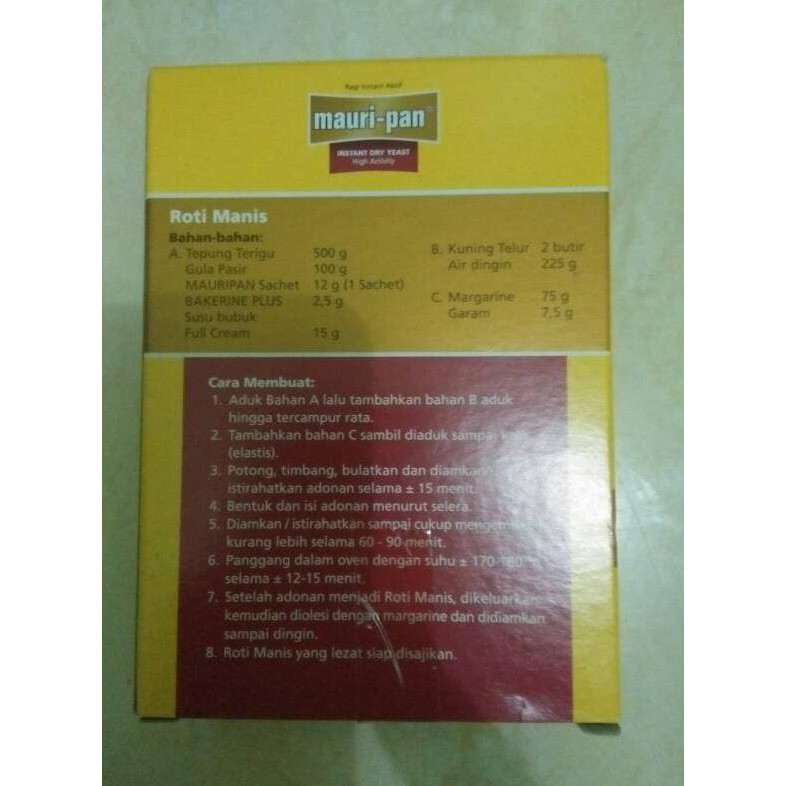 Ragi Instant Aktif
mauri-pan®
INSTANT DRY YEAST
High Activity
Roti Manis
Bahan-bahan:
A. Tepung Terigu 500 g
Gula Pasir 100 g
MAURIPAN Sachet 12 g (1 Sachet)
BAKERINE PLUS 2,5 g
Susu bubuk
Full Cream 15 g
B. Kuning Telur 2 butir
Air dingin 225 g
C. Margarine 75 g
Garam 7,5 g
Cara Membuat:
1. Aduk Bahan A lalu tambahkan bahan B aduk
hingga tercampur rata.
2. Tambahkan bahan C sambil diaduk sampai
(elastis).
3. Potong, timbang, bulatkan dan diamkan
istirahatkan adonan selama ± 15 menit.
4. Bentuk dan isi adonan menurut selera.
5. Diamkan / istirahatkan sampai cukup
kurang lebih selama 60 - 90 menit.
6. Panggang dalam oven dengan suhu ± 170-180°
selama ± 12-15 menit.
7. Setelah adonan menjadi Roti Manis, dikeluarkan
kemudian diolesi dengan margarine dan didiamkan
sampai dingin.
8. Roti Manis yang lezat siap disajikan.